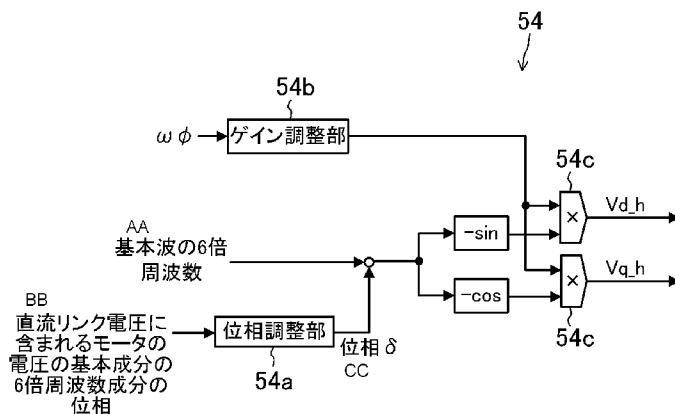 54
54b
ωφ
ゲイン調整部
54c
×
Vd_h
AA
基本波の6倍
周波数
-sin
×
Vq_h
-cos
54c
BB
直流リンク電圧に
含まれるモータの
電圧の基本成分の
6倍周波数成分の
位相
位相調整部
54a
位相δ
CC